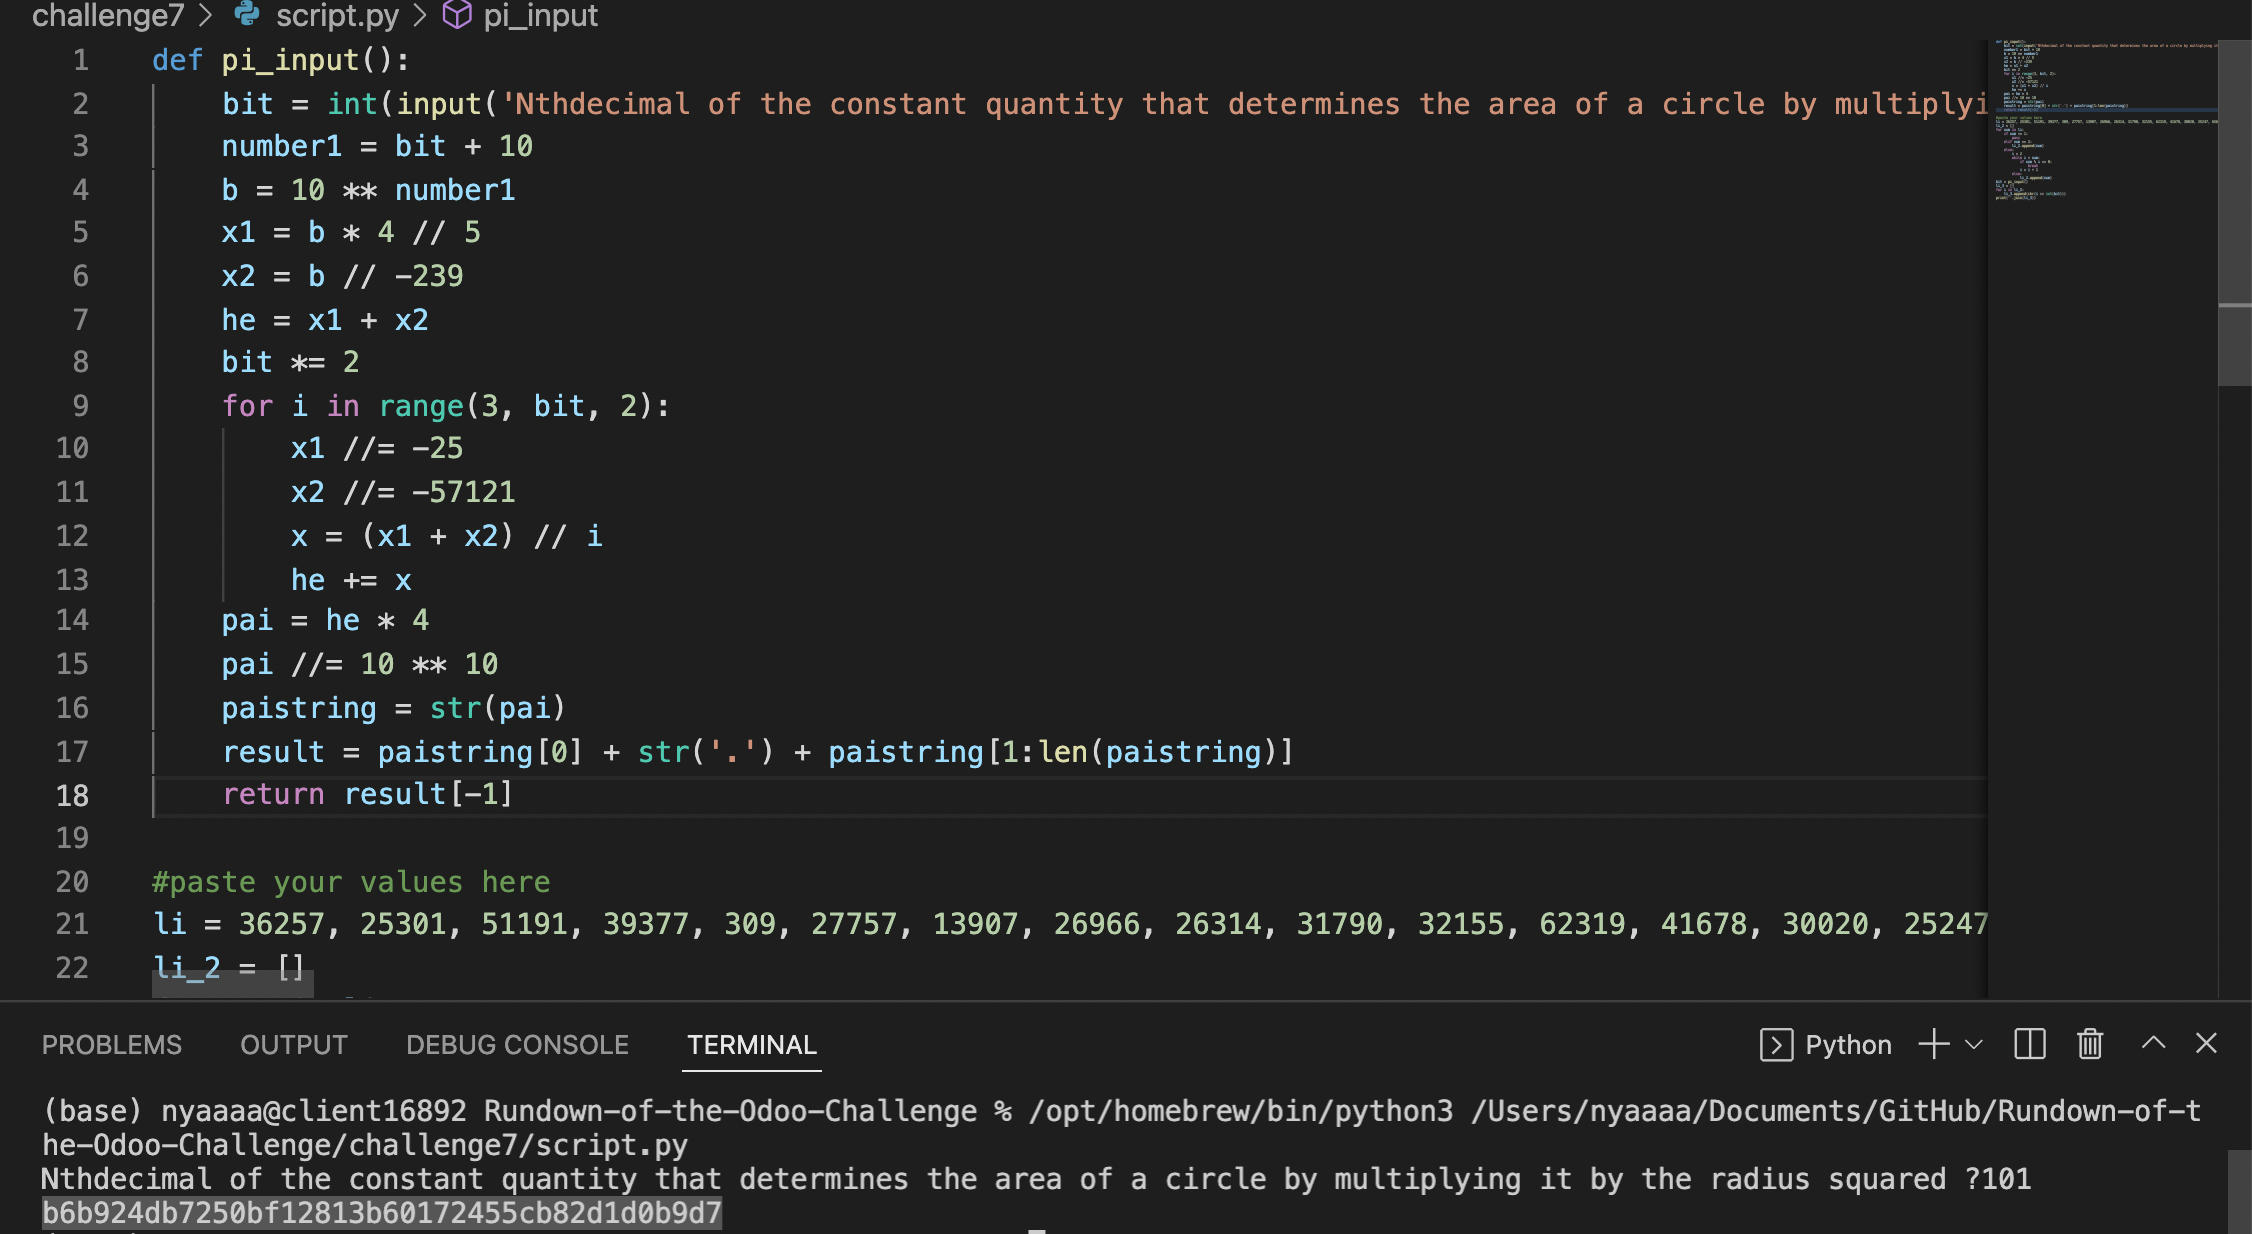 challenge7 > script.py > pi_input
1 def pi_input():
2     bit = int(input('Nthdecimal of the constant quantity that determines the area of a circle by multiplyi
3     number1 = bit + 10
4     b = 10 ** number1
5     x1 = b * 4 // 5
6     x2 = b // -239
7     he = x1 + x2
8     bit *= 2
9     for i in range(3, bit, 2):
10         x1 //= -25
11         x2 //= -57121
12         x = (x1 + x2) // i
13         he += x
14     pai = he * 4
15     pai //= 10 ** 10
16     paistring = str(pai)
17     result = paistring[0] + str('.') + paistring[1:len(paistring)]
18     return result[-1]
19
20 #paste your values here
21 li = 36257, 25301, 51191, 39377, 309, 27757, 13907, 26966, 26314, 31790, 32155, 62319, 41678, 30020, 25247
22 li_2 = []
PROBLEMS OUTPUT DEBUG CONSOLE TERMINAL Python
(base) nyaaaa@client16892 Rundown-of-the-Odoo-Challenge % /opt/homebrew/bin/python3 /Users/nyaaaa/Documents/GitHub/Rundown-of-t
he-Odoo-Challenge/challenge7/script.py
Nthdecimal of the constant quantity that determines the area of a circle by multiplying it by the radius squared ?101
b6b924db7250bf12813b60172455cb82d1d0b9d7